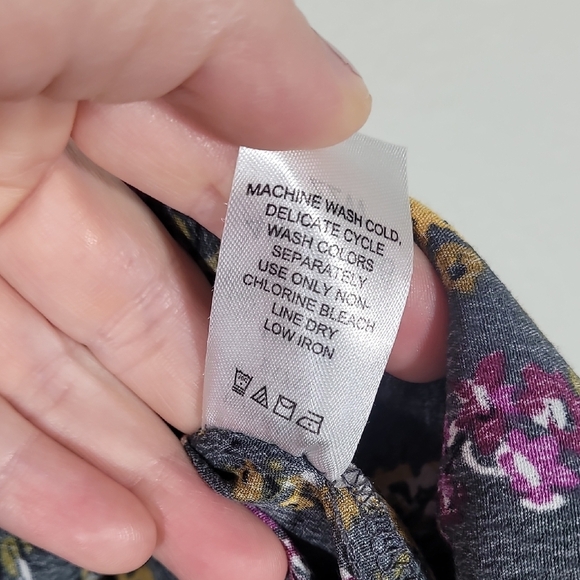 MACHINE WASH COLD,
DELICATE CYCLE
WASH COLORS
SEPARATELY
USE ONLY NON-
CHLORINE BLEACH
LINE DRY
LOW IRON